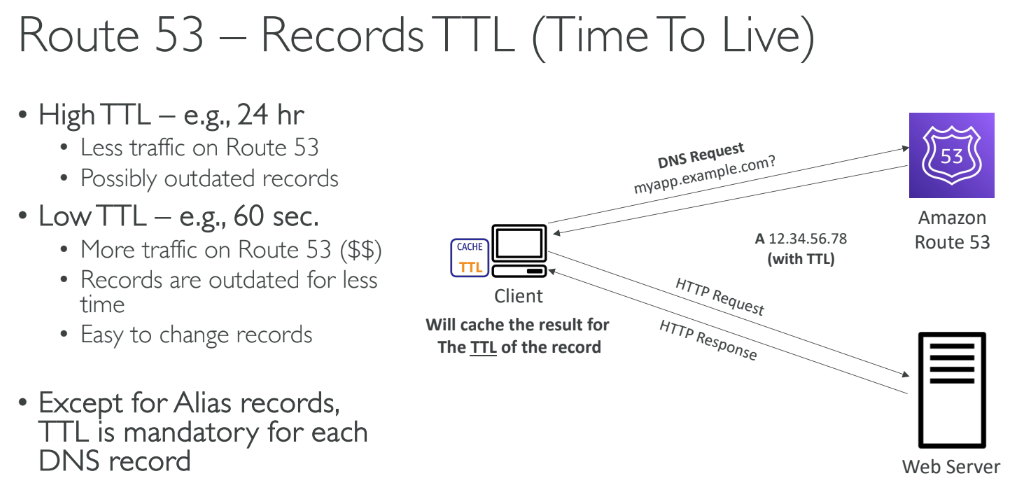 Route 53 – Records TTL (Time To Live)
• High TTL – e.g., 24 hr
• Less traffic on Route 53
• Possibly outdated records
• Low TTL – e.g., 60 sec.
• More traffic on Route 53 ($$)
• Records are outdated for less
time
• Easy to change records
• Except for Alias records,
TTL is mandatory for each
DNS record
DNS Request
myapp.example.com?
53
Amazon
Route 53
A 12.34.56.78
(with TTL)
CACHE
TTL
Client
Will cache the result for
The TTL of the record
HTTP Request
HTTP Response
Web Server